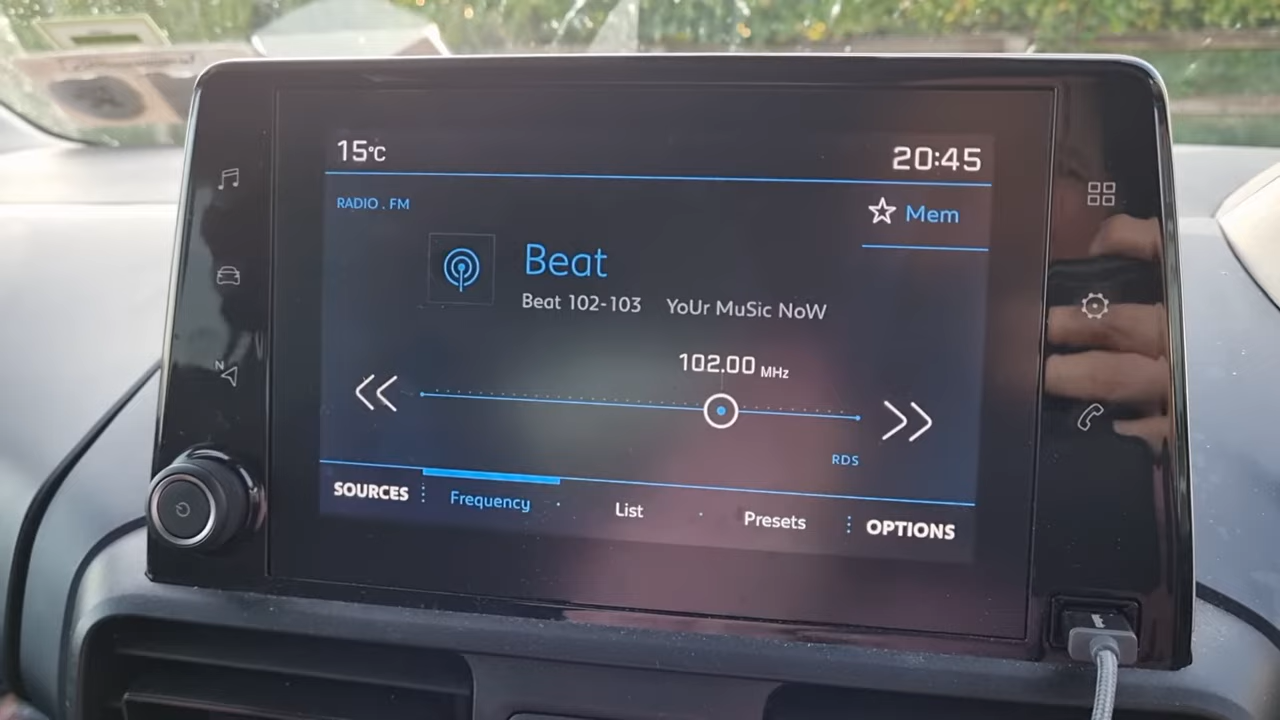 15°C
20:45
RADIO . FM
Mem
Beat
Beat 102-103 YoUr MuSic NoW
102.00 MHz
N
RDS
SOURCES Frequency List Presets OPTIONS